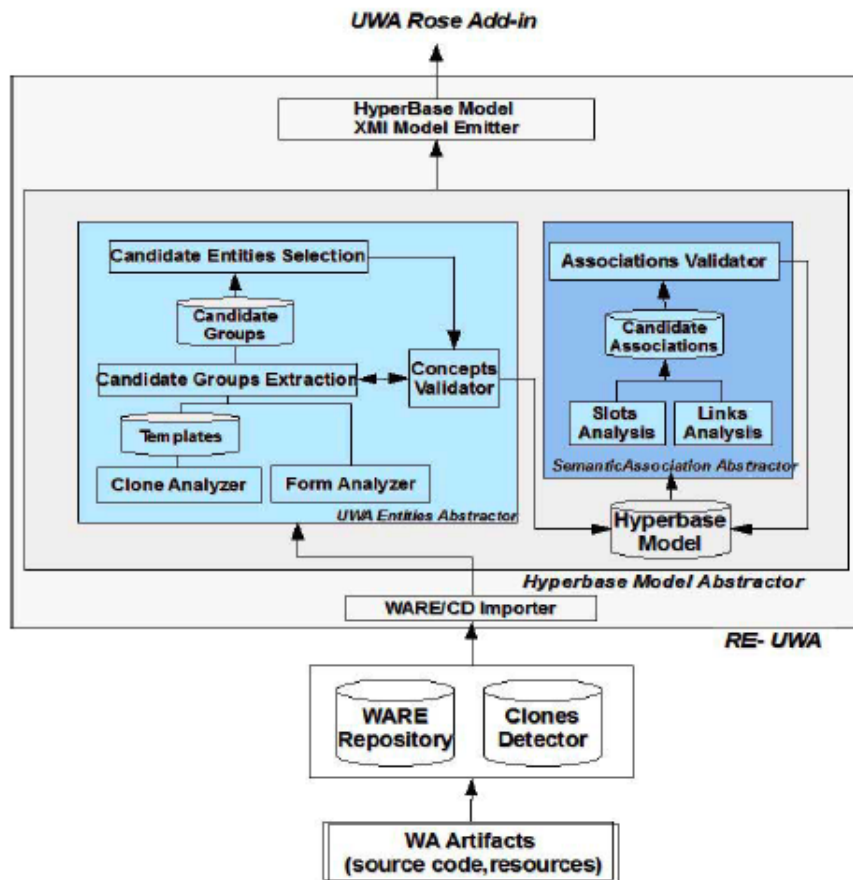 UWA Rose Add-in
HyperBase Model
XMI Model Emitter
Candidate Entities Selection
Candidate
Groups
Candidate Groups Extraction
Concepts
Validator
Templates
Clone Analyzer
Form Analyzer
UWA Entities Abstractor
Associations Validator
Candidate
Associations
Slots
Analysis
Links
Analysis
SemanticAssociation Abstractor
Hyperbase
Model
Hyperbase Model Abstractor
WARE/CD Importer
RE- UWA
WARE
Repository
Clones
Detector
WA Artifacts
(source code,resources)